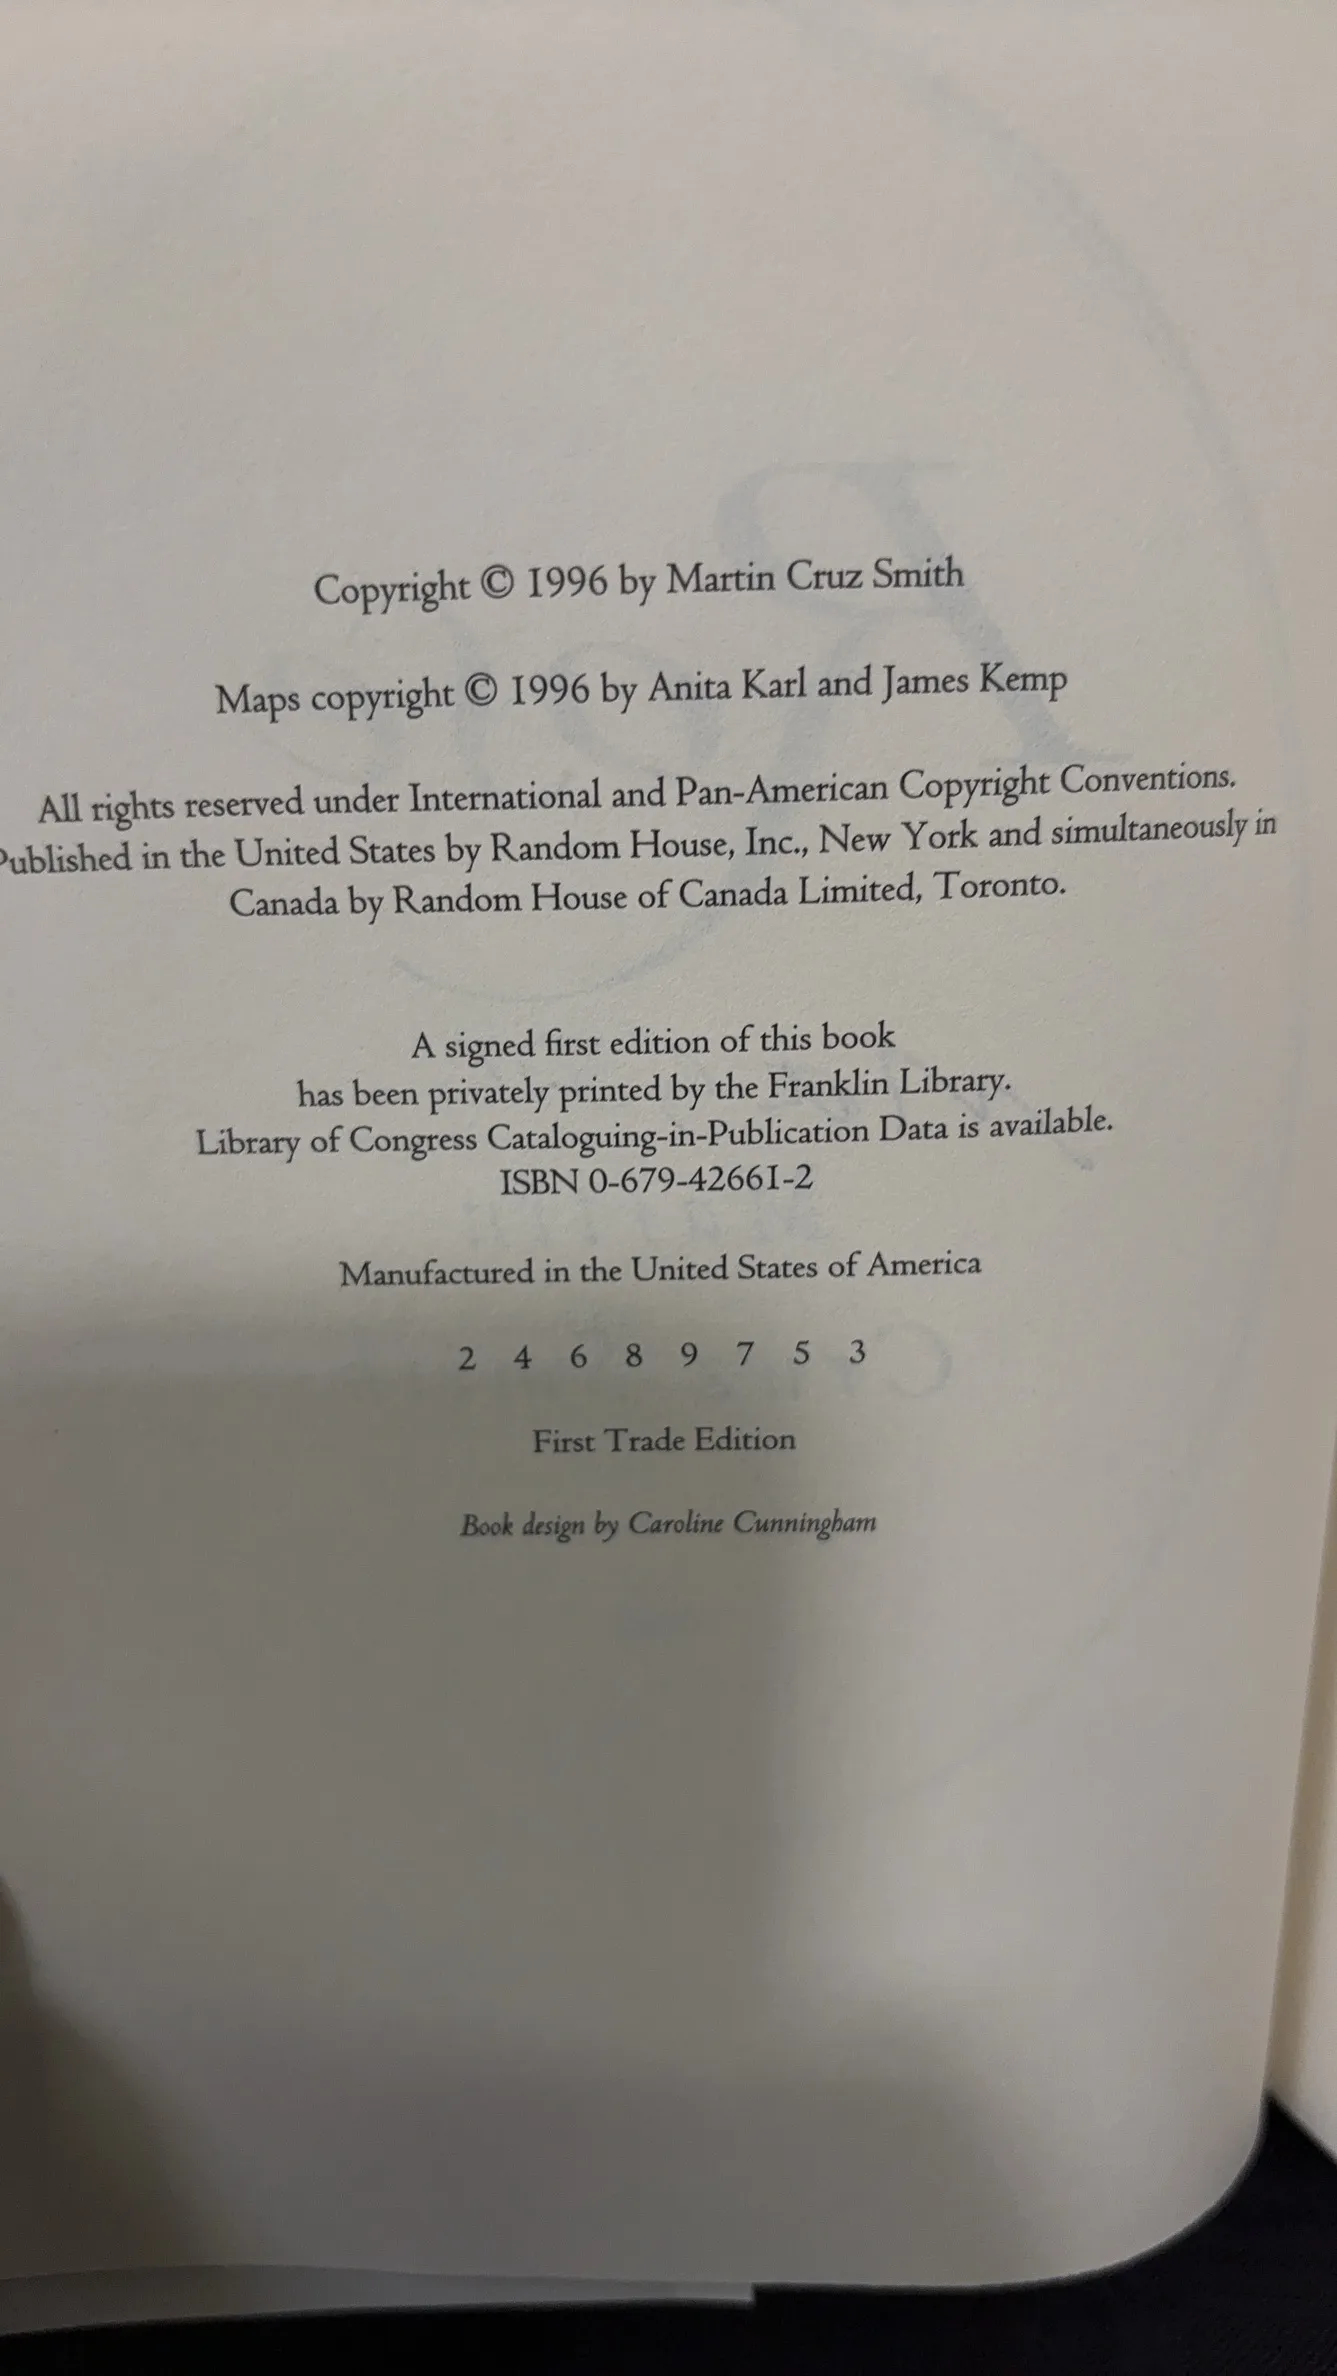 Copyright © 1996 by Martin Cruz Smith
Maps copyright © 1996 by Anita Karl and James Kemp
All rights reserved under International and Pan-American Copyright Conventions.
Published in the United States by Random House, Inc., New York and simultaneously in
Canada by Random House of Canada Limited, Toronto.
A signed first edition of this book
has been privately printed by the Franklin Library.
Library of Congress Cataloguing-in-Publication Data is available.
ISBN 0-679-42661-2
Manufactured in the United States of America
2 4 6 8 9 7 5 3
First Trade Edition
Book design by Caroline Cunningham